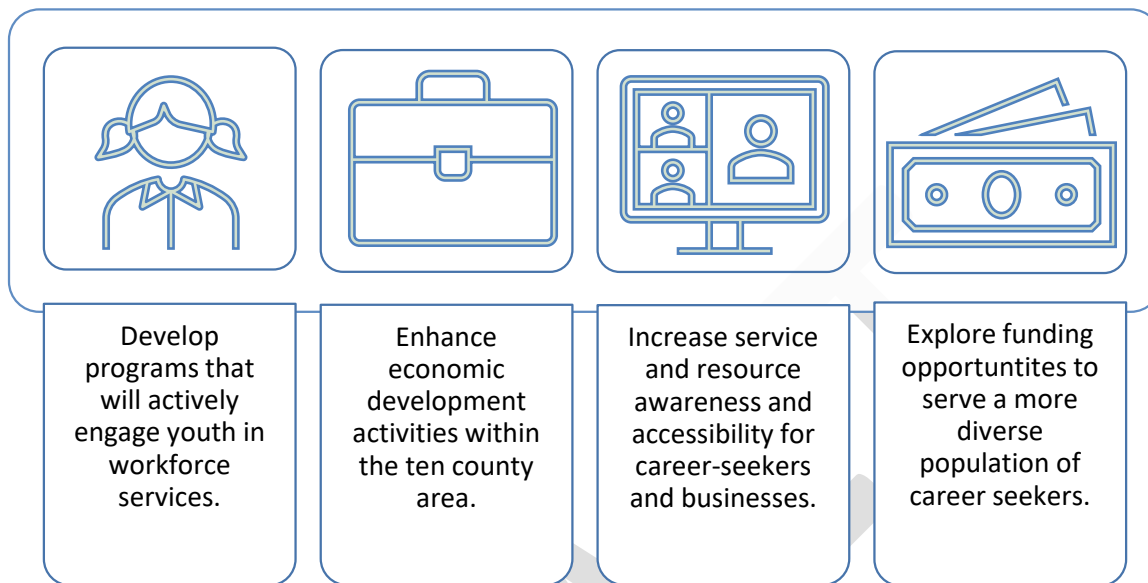 Develop
programs that
will actively
engage youth in
workforce
services.
Enhance
economic
development
activities within
the ten county
area.
Increase service
and resource
awareness and
accessibility for
career-seekers
and businesses.
Explore funding
opportuntites to
serve a more
diverse
population of
career seekers.